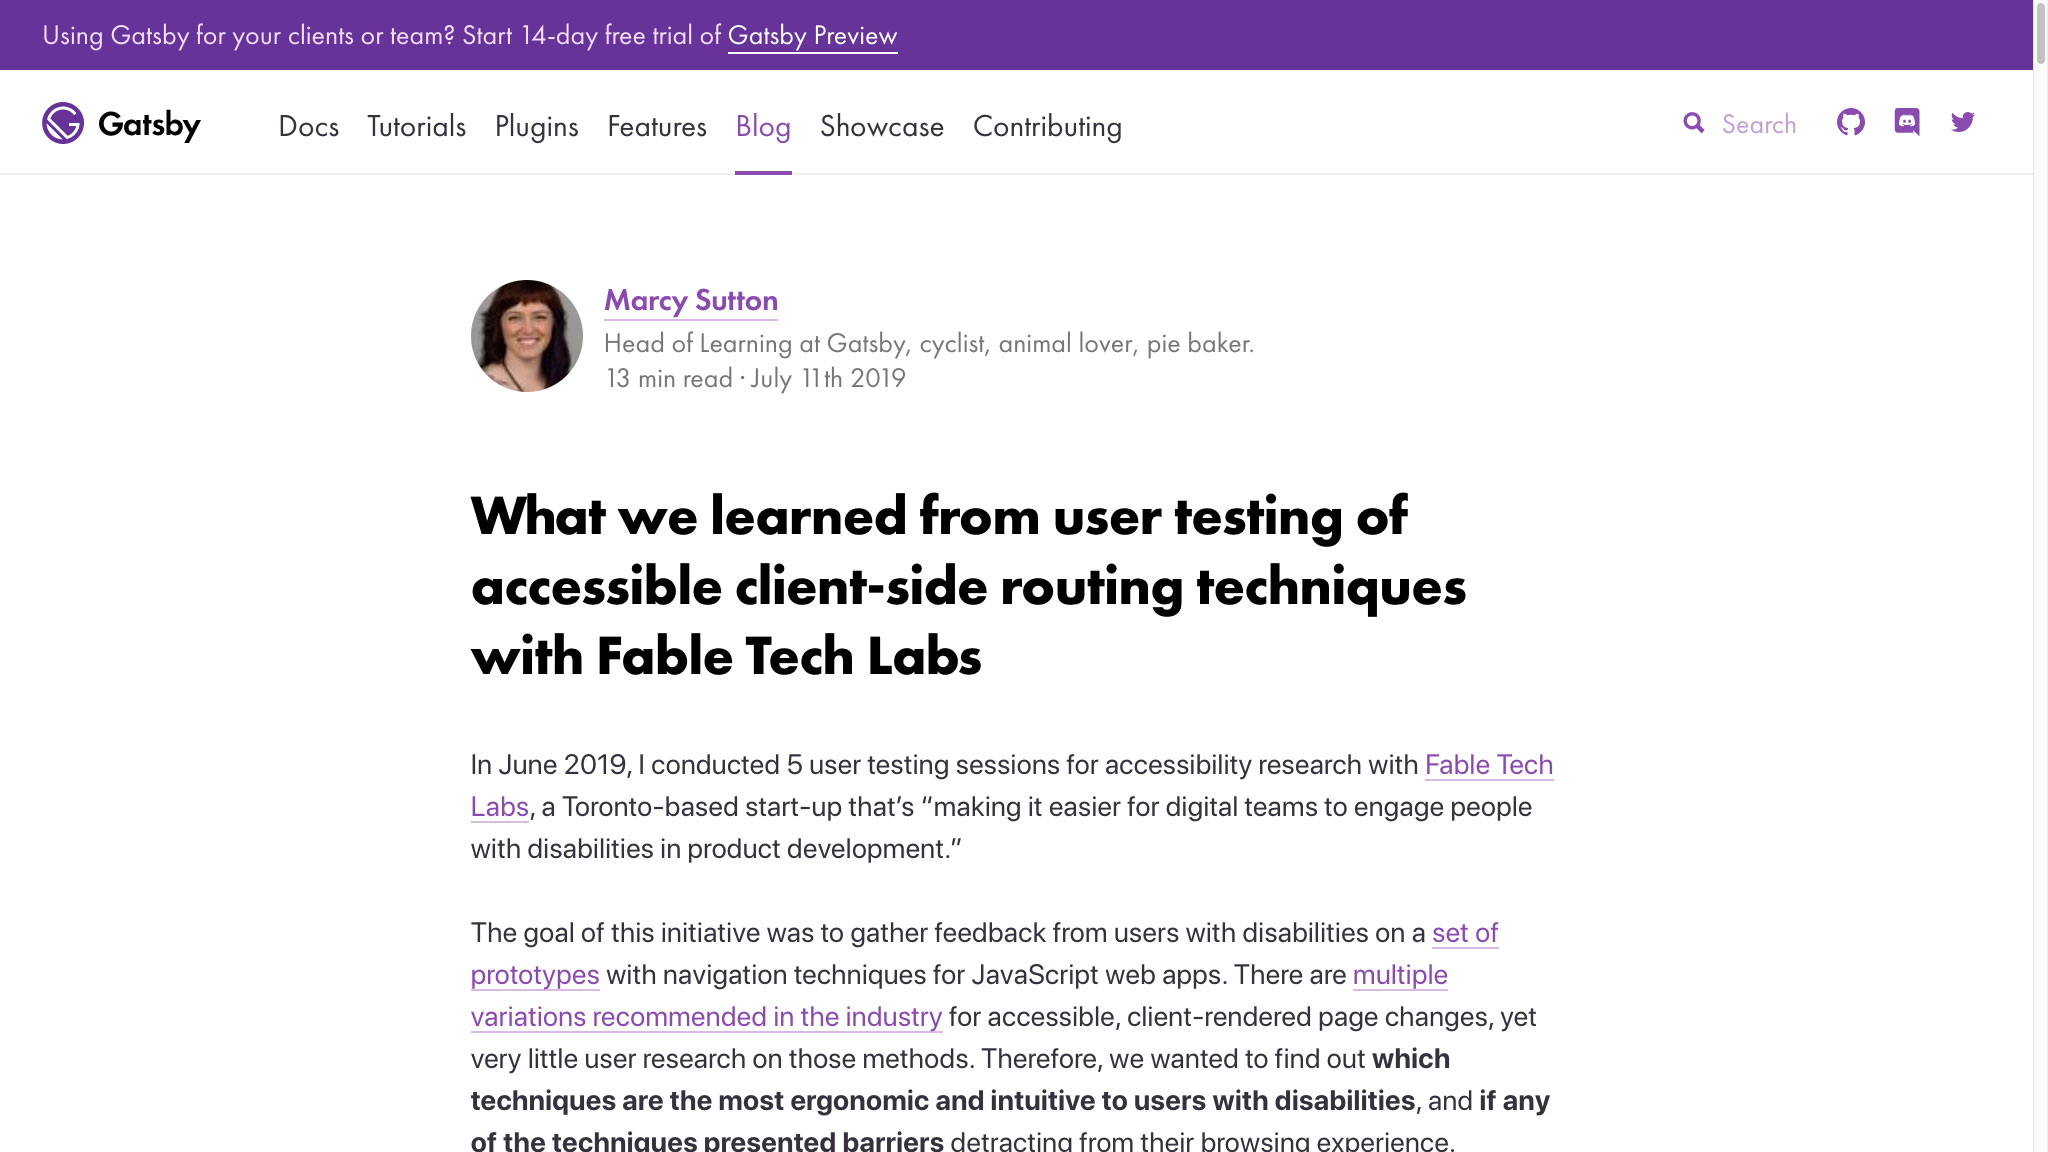 Using Gatsby for your clients or team? Start 14-day free trial of Gatsby Preview
Gatsby
Docs Tutorials Plugins Features Blog Showcase Contributing
Search
Marcy Sutton
Head of Learning at Gatsby, cyclist, animal lover, pie baker.
13 min read · July 11th 2019
What we learned from user testing of
accessible client-side routing techniques
with Fable Tech Labs
In June 2019, I conducted 5 user testing sessions for accessibility research with Fable Tech
Labs, a Toronto-based start-up that’s “making it easier for digital teams to engage people
with disabilities in product development.”
The goal of this initiative was to gather feedback from users with disabilities on a set of
prototypes with navigation techniques for JavaScript web apps. There are multiple
variations recommended in the industry for accessible, client-rendered page changes, yet
very little user research on those methods. Therefore, we wanted to find out which
techniques are the most ergonomic and intuitive to users with disabilities, and if any
of the techniques presented barriers detracting from their browsing experience.